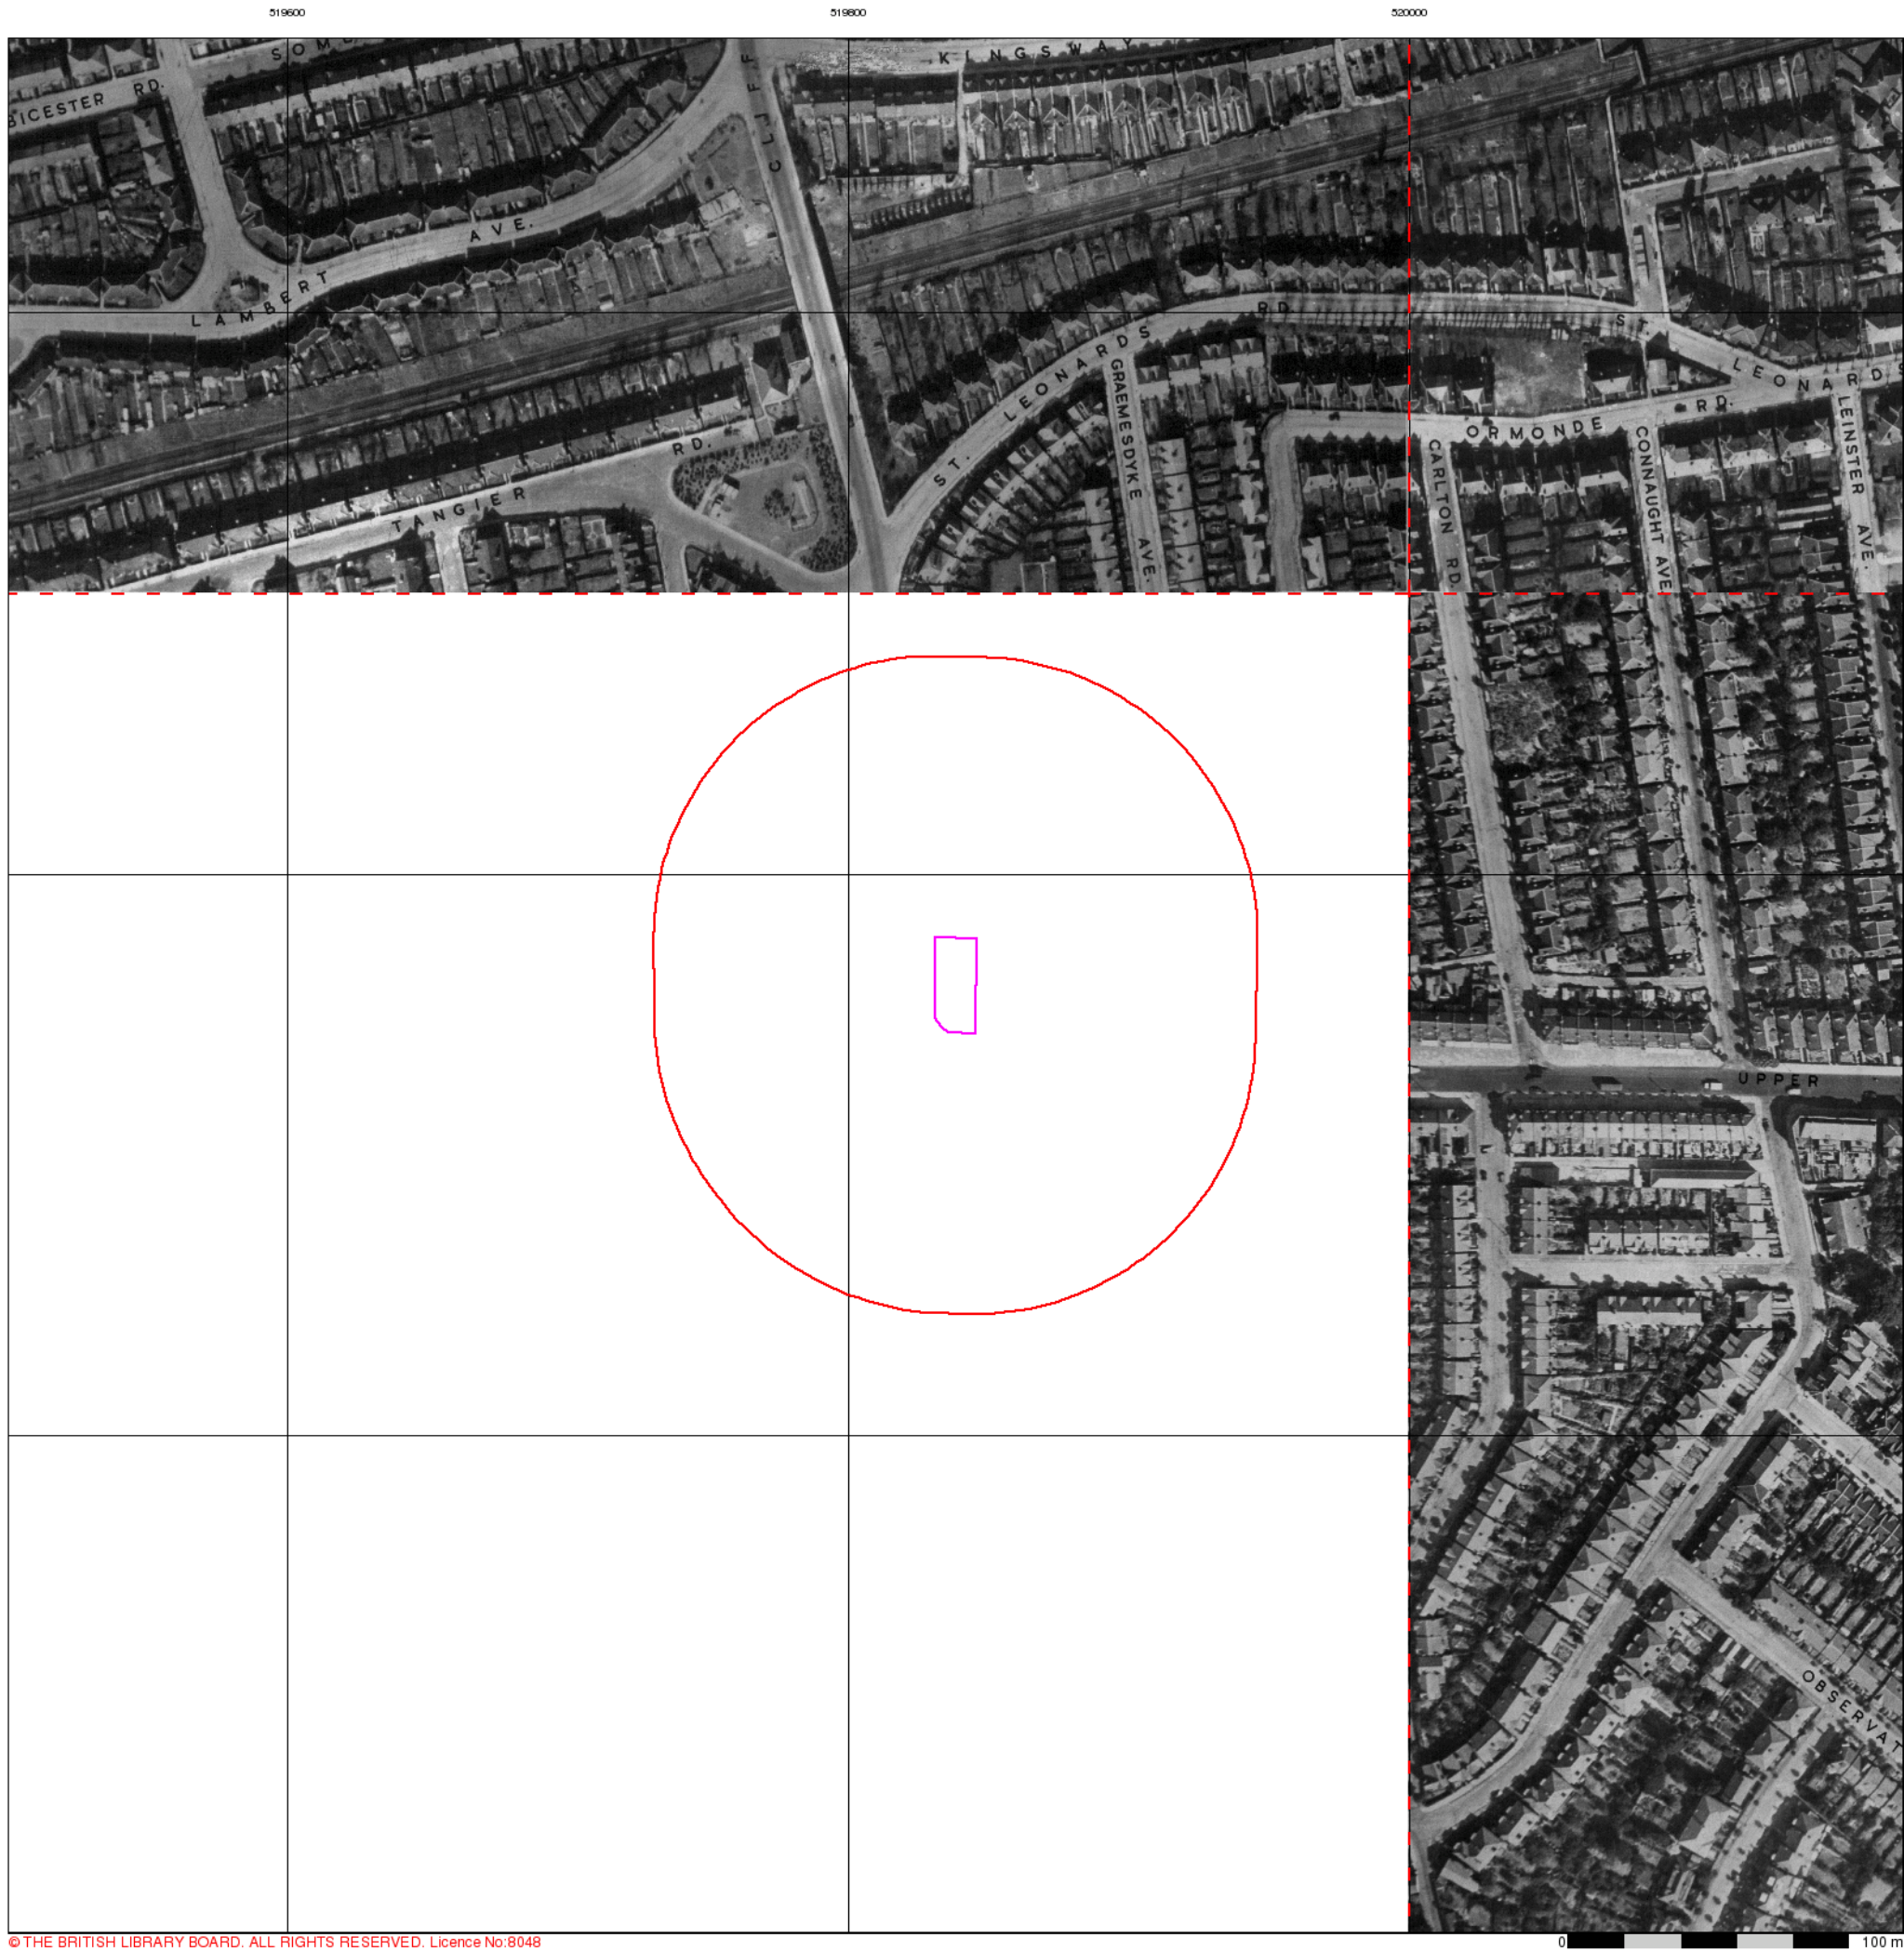 519600
519800
520000
BICESTER RD.
KINGSWAY
CLIFF
LAMBERT AVE.
ST. LEONARDS RD.
ST. LEONARDS
GRAEMESDYKE AVE.
ORMONDE RD.
TANGIER RD.
CARLTON RD.
CONNAUGHT AVE.
LEINSTER AVE.
UPPER
OBSERVAT
© THE BRITISH LIBRARY BOARD. ALL RIGHTS RESERVED. Licence No:8048
0
100 m